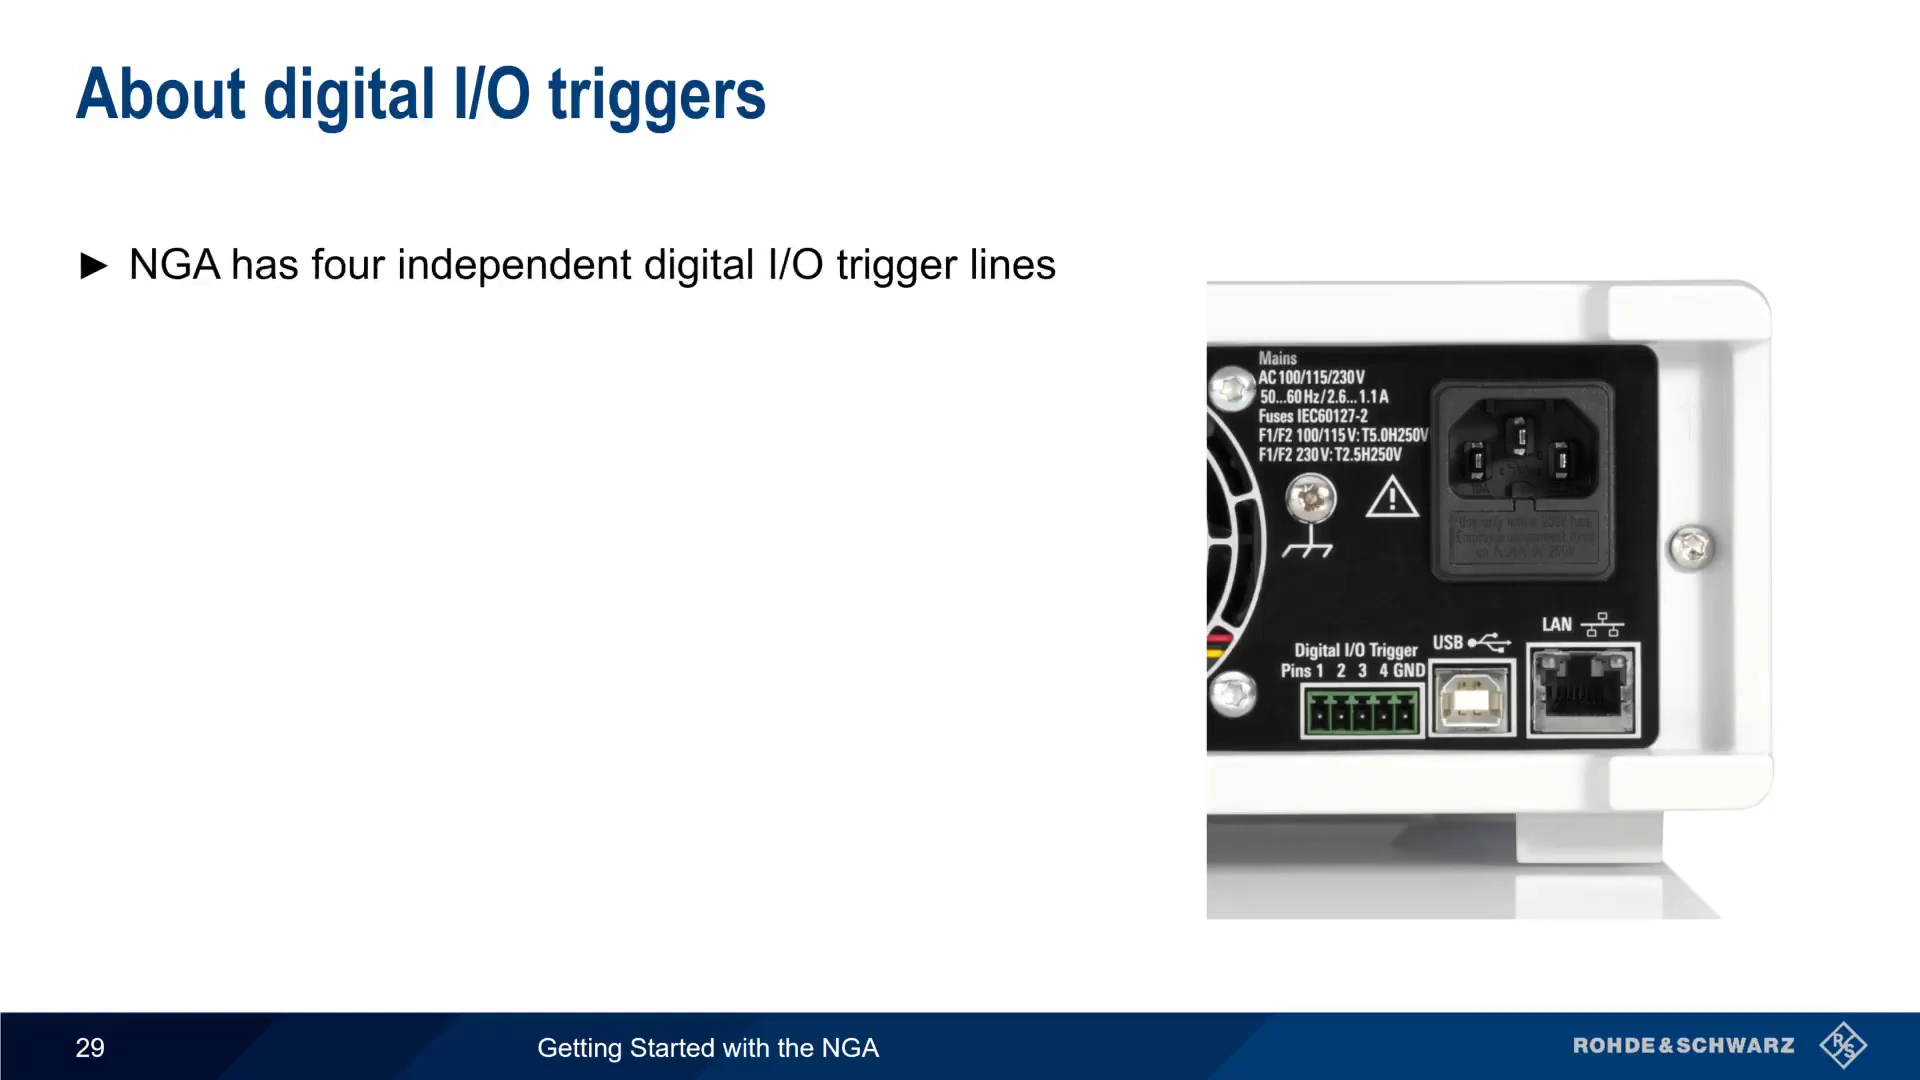 About digital I/O triggers
► NGA has four independent digital I/O trigger lines
Mains
AC 100/115/230 V
50...60 Hz / 2.6... 1.1 A
Fuses IEC60127-2
F1/F2 100/115 V: T5.0H250V
F1/F2 230 V: T2.5H250V
LAN
USB
Digital I/O Trigger
Pins 1 2 3 4 GND
29
Getting Started with the NGA
ROHDE & SCHWARZ
R S